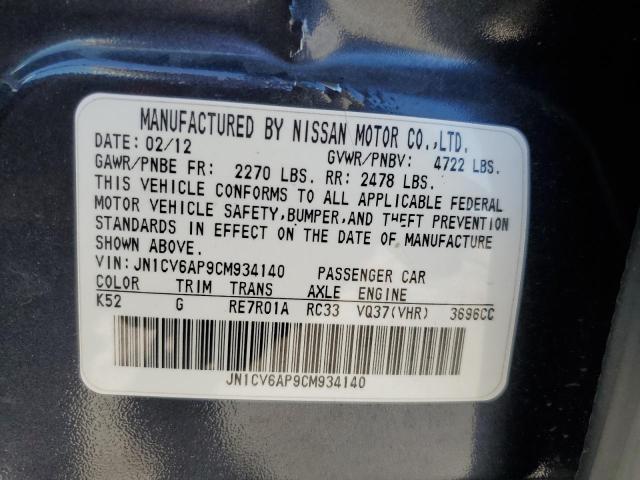 MANUFACTURED BY NISSAN MOTOR CO.,LTD.
DATE: 02/12 GVWR/PNBV: 4722 LBS.
GAWR/PNBE FR: 2270 LBS. RR: 2478 LBS.
THIS VEHICLE CONFORMS TO ALL APPLICABLE FEDERAL
MOTOR VEHICLE SAFETY,BUMPER,AND THEFT PREVENTION
STANDARDS IN EFFECT ON THE DATE OF MANUFACTURE
SHOWN ABOVE.
VIN: JN1CV6AP9CM934140 PASSENGER CAR
COLOR TRIM TRANS AXLE ENGINE
K52 G RE7R01A RC33 VQ37(VHR) 3696CC
JN1CV6AP9CM934140